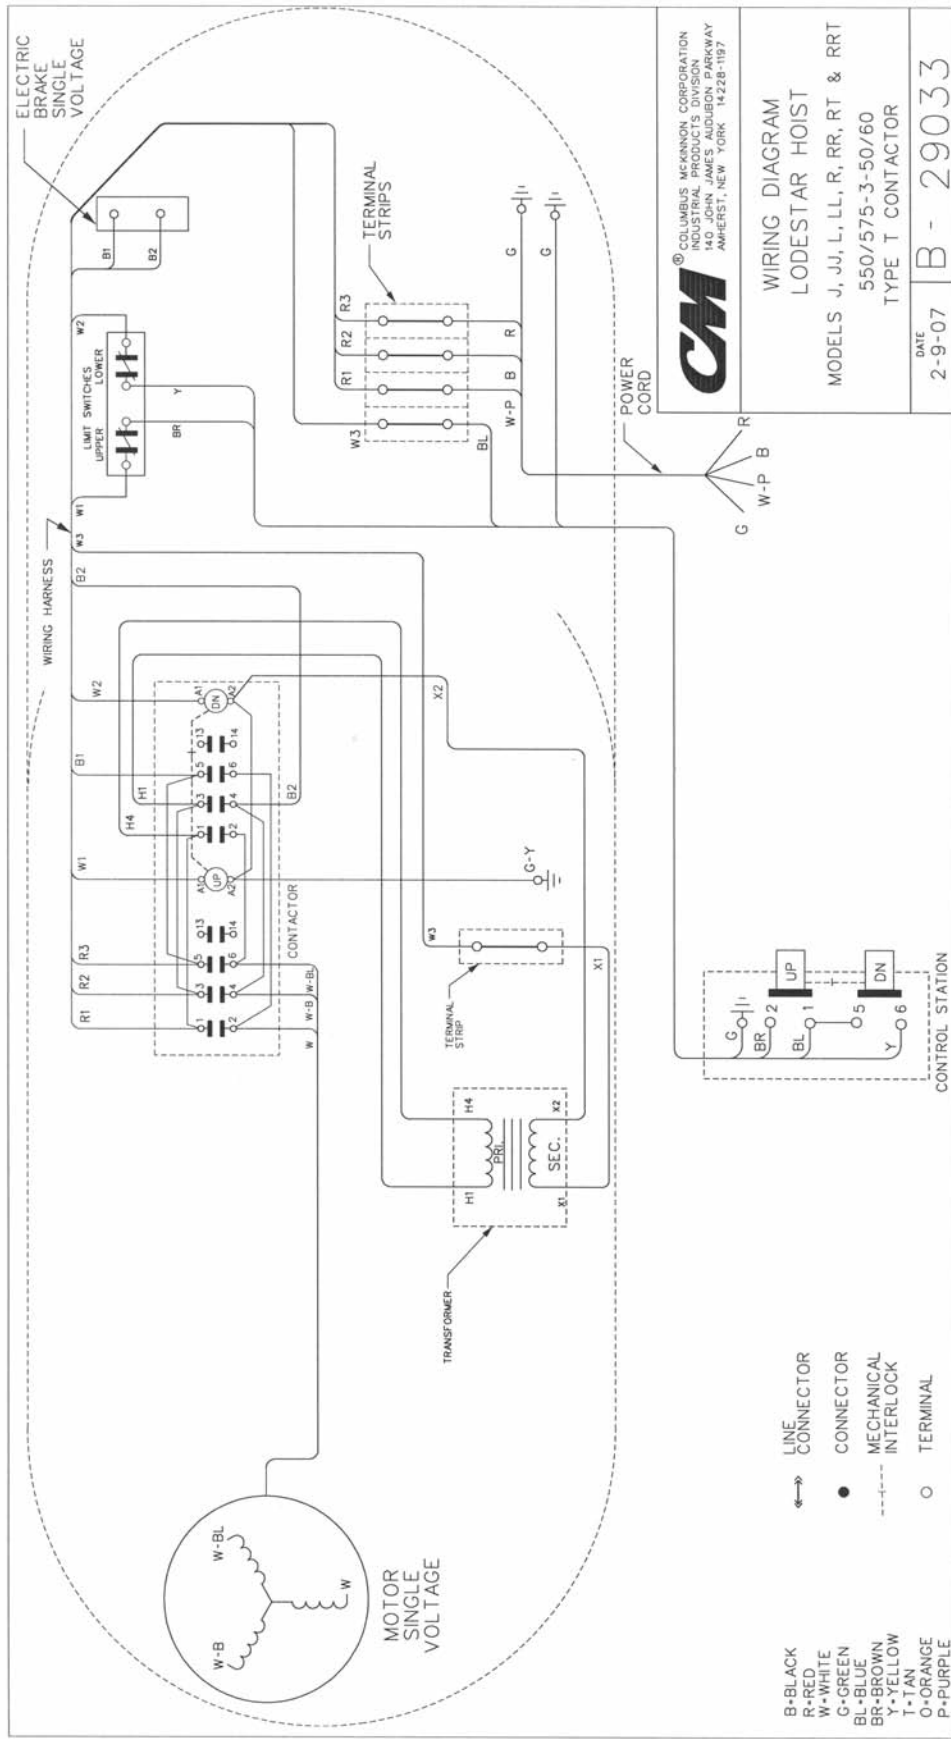 ELECTRIC
BRAKE
SINGLE
VOLTAGE
B1
B2
W2
LIMIT SWITCHES
UPPER LOWER
Y
BR
W1
WIRING HARNESS
W3
B2
W2
B1
W1
R3
R2
R1
H1
H4
A1
DN
A2
13
14
5
6
3
4
1
2
A1
UP
A2
13
14
5
6
3
4
1
2
B2
X2
CONTACTOR
W-BL
W-B
W
G-Y
TERMINAL
STRIPS
R3
R2
R1
W3
R
B
W-P
BL
G
G
POWER
CORD
R
B
W-P
G
W3
TERMINAL
STRIP
X1
H4
H1
PRI.
SEC.
X2
X1
TRANSFORMER
W-BL
W-B
W
MOTOR
SINGLE
VOLTAGE
G
BR
2
BL
1
5
Y
6
UP
DN
CONTROL STATION
B=BLACK
R=RED
W=WHITE
G=GREEN
BL=BLUE
BR=BROWN
Y=YELLOW
T=TAN
O=ORANGE
P=PURPLE
LINE
CONNECTOR
CONNECTOR
MECHANICAL
INTERLOCK
TERMINAL
CM ®
COLUMBUS McKINNON CORPORATION
INDUSTRIAL PRODUCTS DIVISION
140 JOHN JAMES AUDUBON PARKWAY
AMHERST, NEW YORK 14228-1197
WIRING DIAGRAM
LODESTAR HOIST
MODELS J, JJ, L, LL, R, RR, RT & RRT
550/575-3-50/60
TYPE T CONTACTOR
DATE
2-9-07
B - 29033